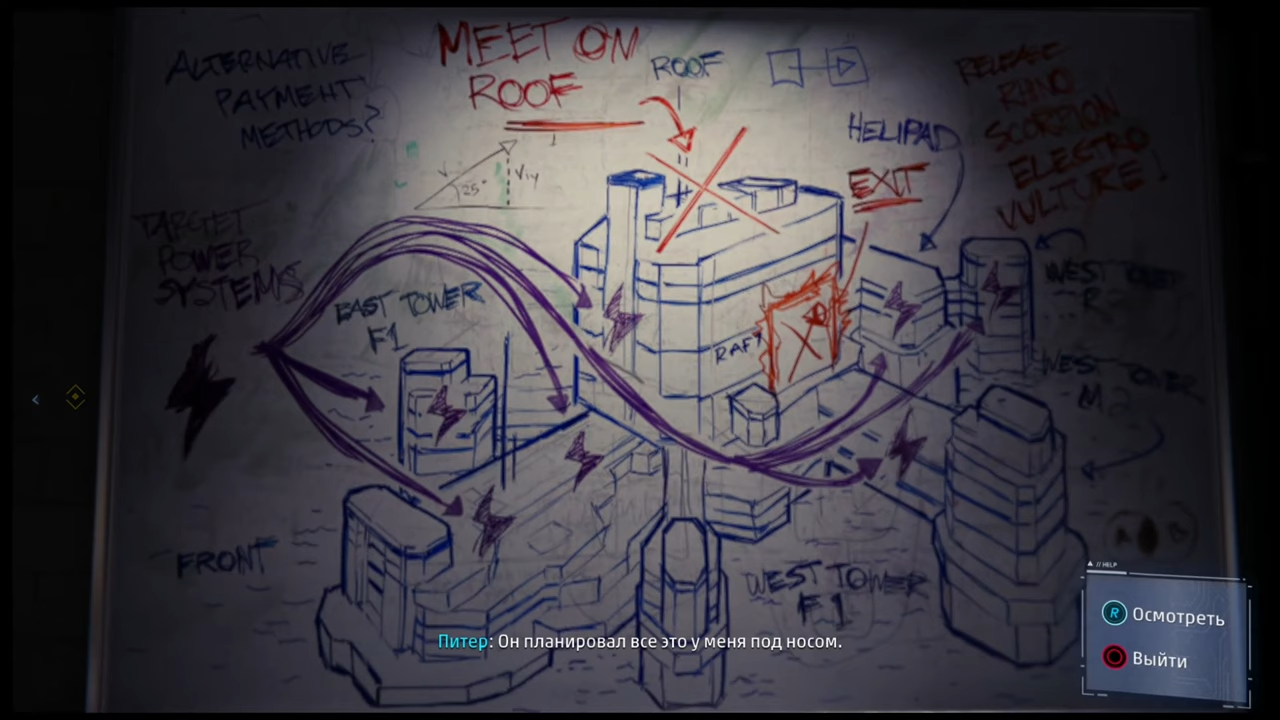 MEET ON
ROOF
ALTERNATIVE
PAYMENT
METHODS?
ROOF
RELEASE
RHINO
SCORPION
ELECTRO
VULTURE!
HELIPAD
EXIT
25°
TARGET
POWER
SYSTEMS
EAST TOWER
F1
RAFT
WEST TOWER
WEST TOWER
FRONT
WEST TOWER
F1
▲ // HELP
R Осмотреть
Выйти
Питер: Он планировал все это у меня под носом.